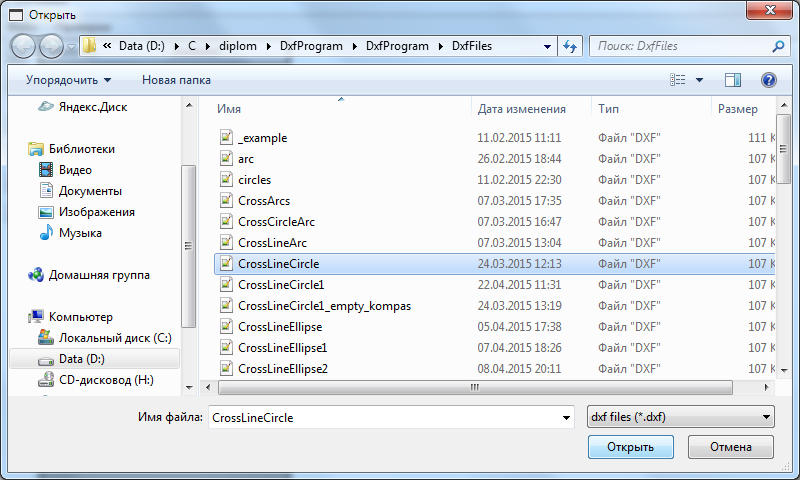 Открыть
« Data (D:) ▸ C ▸ diplom ▸ DxfProgram ▸ DxfProgram ▸ DxfFiles
Поиск: DxfFiles
Упорядочить ▾ Новая папка
Яндекс.Диск
Библиотеки
Видео
Документы
Изображения
Музыка
Домашняя группа
Компьютер
Локальный диск (C:)
Data (D:)
CD-дисковод (H:)
Имя Дата изменения Тип Размер
_example 11.02.2015 11:11 Файл "DXF" 111 К
arc 26.02.2015 18:44 Файл "DXF" 107 К
circles 11.02.2015 22:30 Файл "DXF" 107 К
CrossArcs 07.03.2015 17:35 Файл "DXF" 107 К
CrossCircleArc 07.03.2015 16:47 Файл "DXF" 107 К
CrossLineArc 07.03.2015 13:04 Файл "DXF" 107 К
CrossLineCircle 24.03.2015 12:13 Файл "DXF" 107 К
CrossLineCircle1 22.04.2015 11:31 Файл "DXF" 107 К
CrossLineCircle1_empty_kompas 24.03.2015 13:19 Файл "DXF" 107 К
CrossLineEllipse 05.04.2015 17:38 Файл "DXF" 107 К
CrossLineEllipse1 07.04.2015 18:26 Файл "DXF" 107 К
CrossLineEllipse2 08.04.2015 20:11 Файл "DXF" 107 К
Имя файла: CrossLineCircle
dxf files (*.dxf)
Открыть Отмена